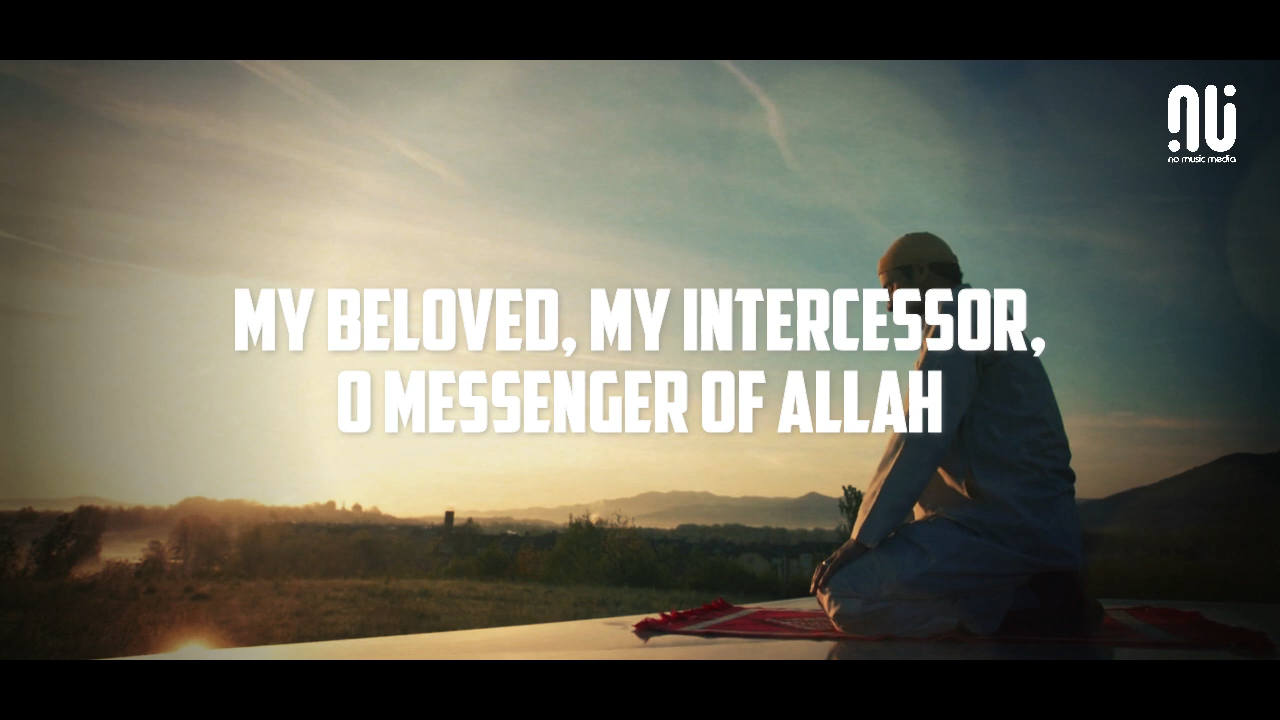 no music media
MY BELOVED, MY INTERCESSOR,
O MESSENGER OF ALLAH